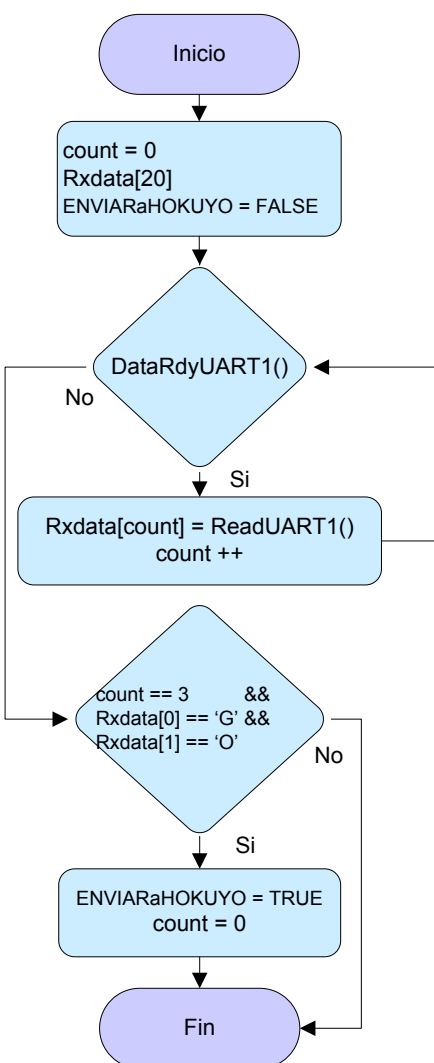 Inicio
count = 0
Rxdata[20]
ENVIARaHOKUYO = FALSE
DataRdyUART1()
No
Si
Rxdata[count] = ReadUART1()
count ++
count == 3 &&
Rxdata[0] == ‘G’ &&
Rxdata[1] == ‘O’
No
Si
ENVIARaHOKUYO = TRUE
count = 0
Fin